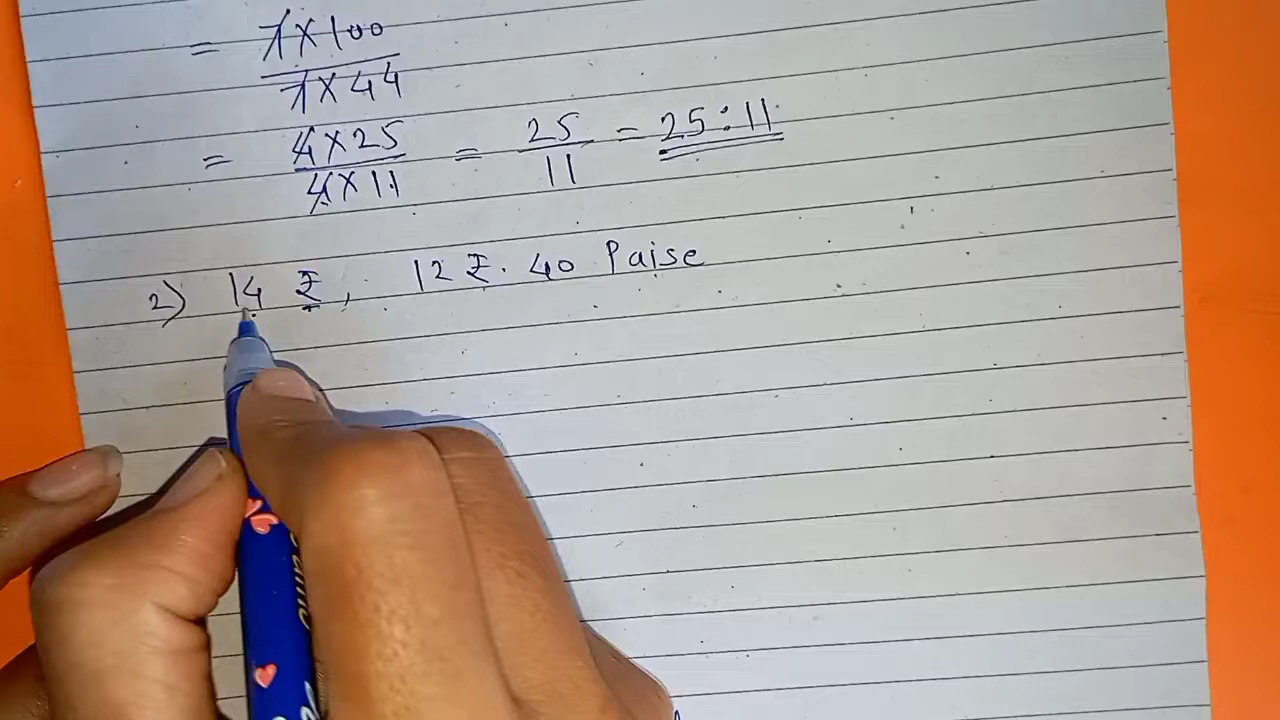 = 1×100
1×44
= 4×25 = 25 = 25:11
4×11 11
2) 14 ₹, 12 ₹. 40 Paise